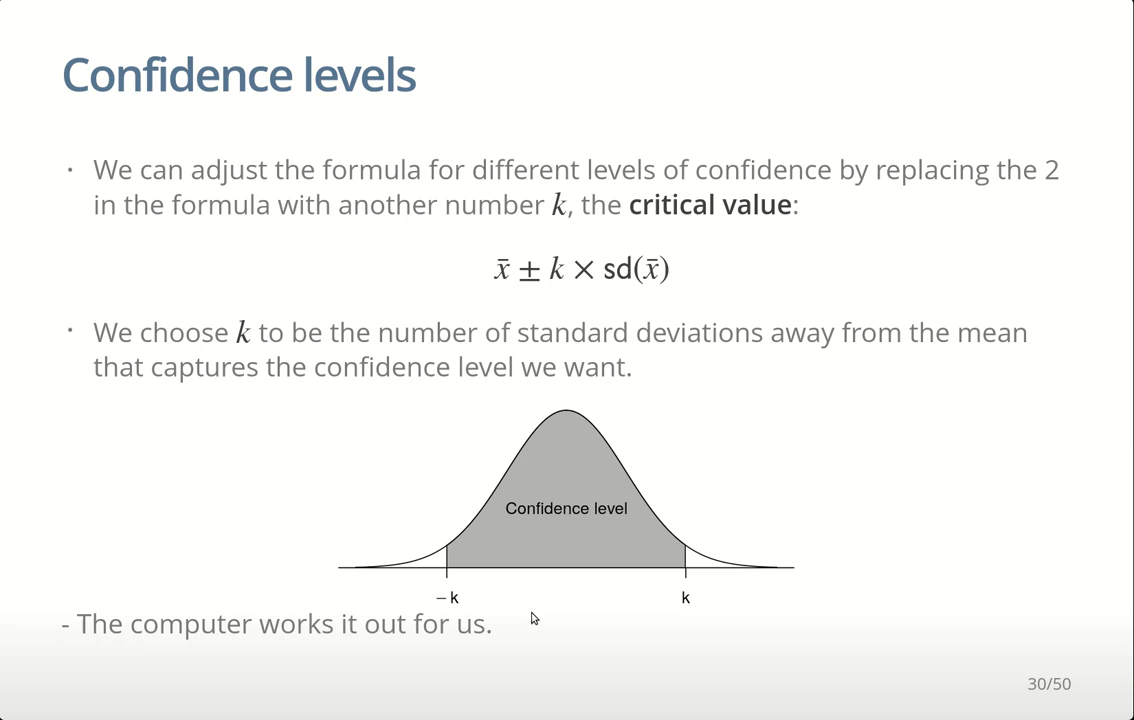 Confidence levels
· We can adjust the formula for different levels of confidence by replacing the 2
in the formula with another number k, the critical value:
x̄ ± k × sd(x̄)
· We choose k to be the number of standard deviations away from the mean
that captures the confidence level we want.
Confidence level
− k k
- The computer works it out for us.
30/50